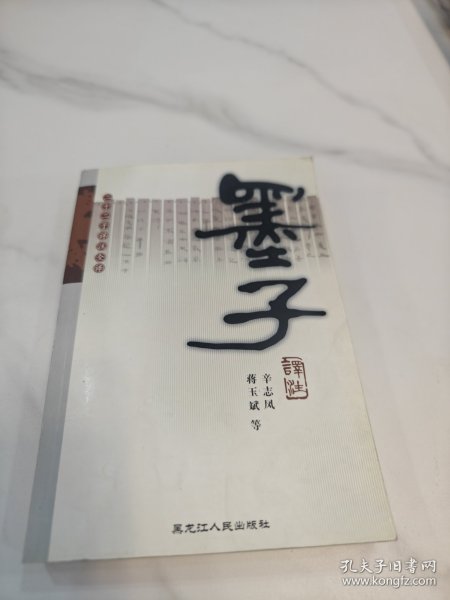 墨子
譯注
辛志凤
蒋玉斌 等
黑龙江人民出版社
孔夫子旧书网
www.kongfz.com